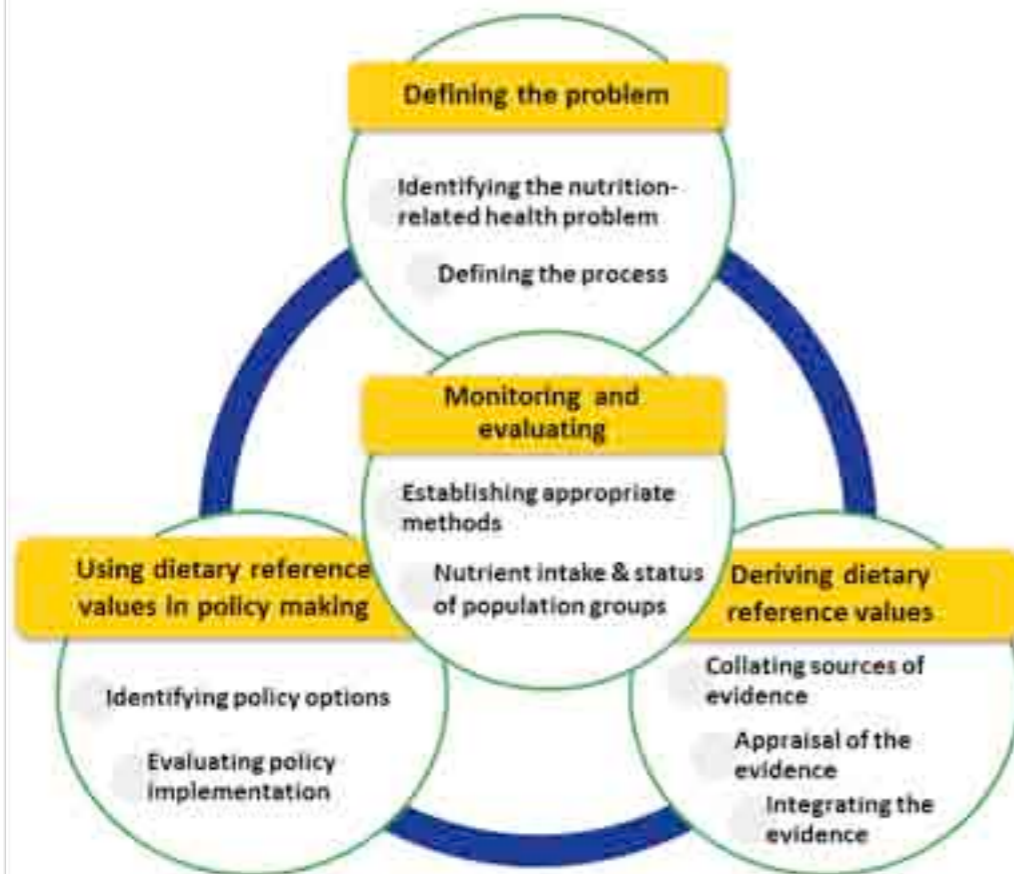 Defining the problem
Identifying the nutrition-
related health problem
Defining the process
Monitoring and
evaluating
Establishing appropriate
methods
Nutrient intake & status
of population groups
Using dietary reference
values in policy making
Identifying policy options
Evaluating policy
implementation
Deriving dietary
reference values
Collating sources of
evidence
Appraisal of the
evidence
Integrating the
evidence